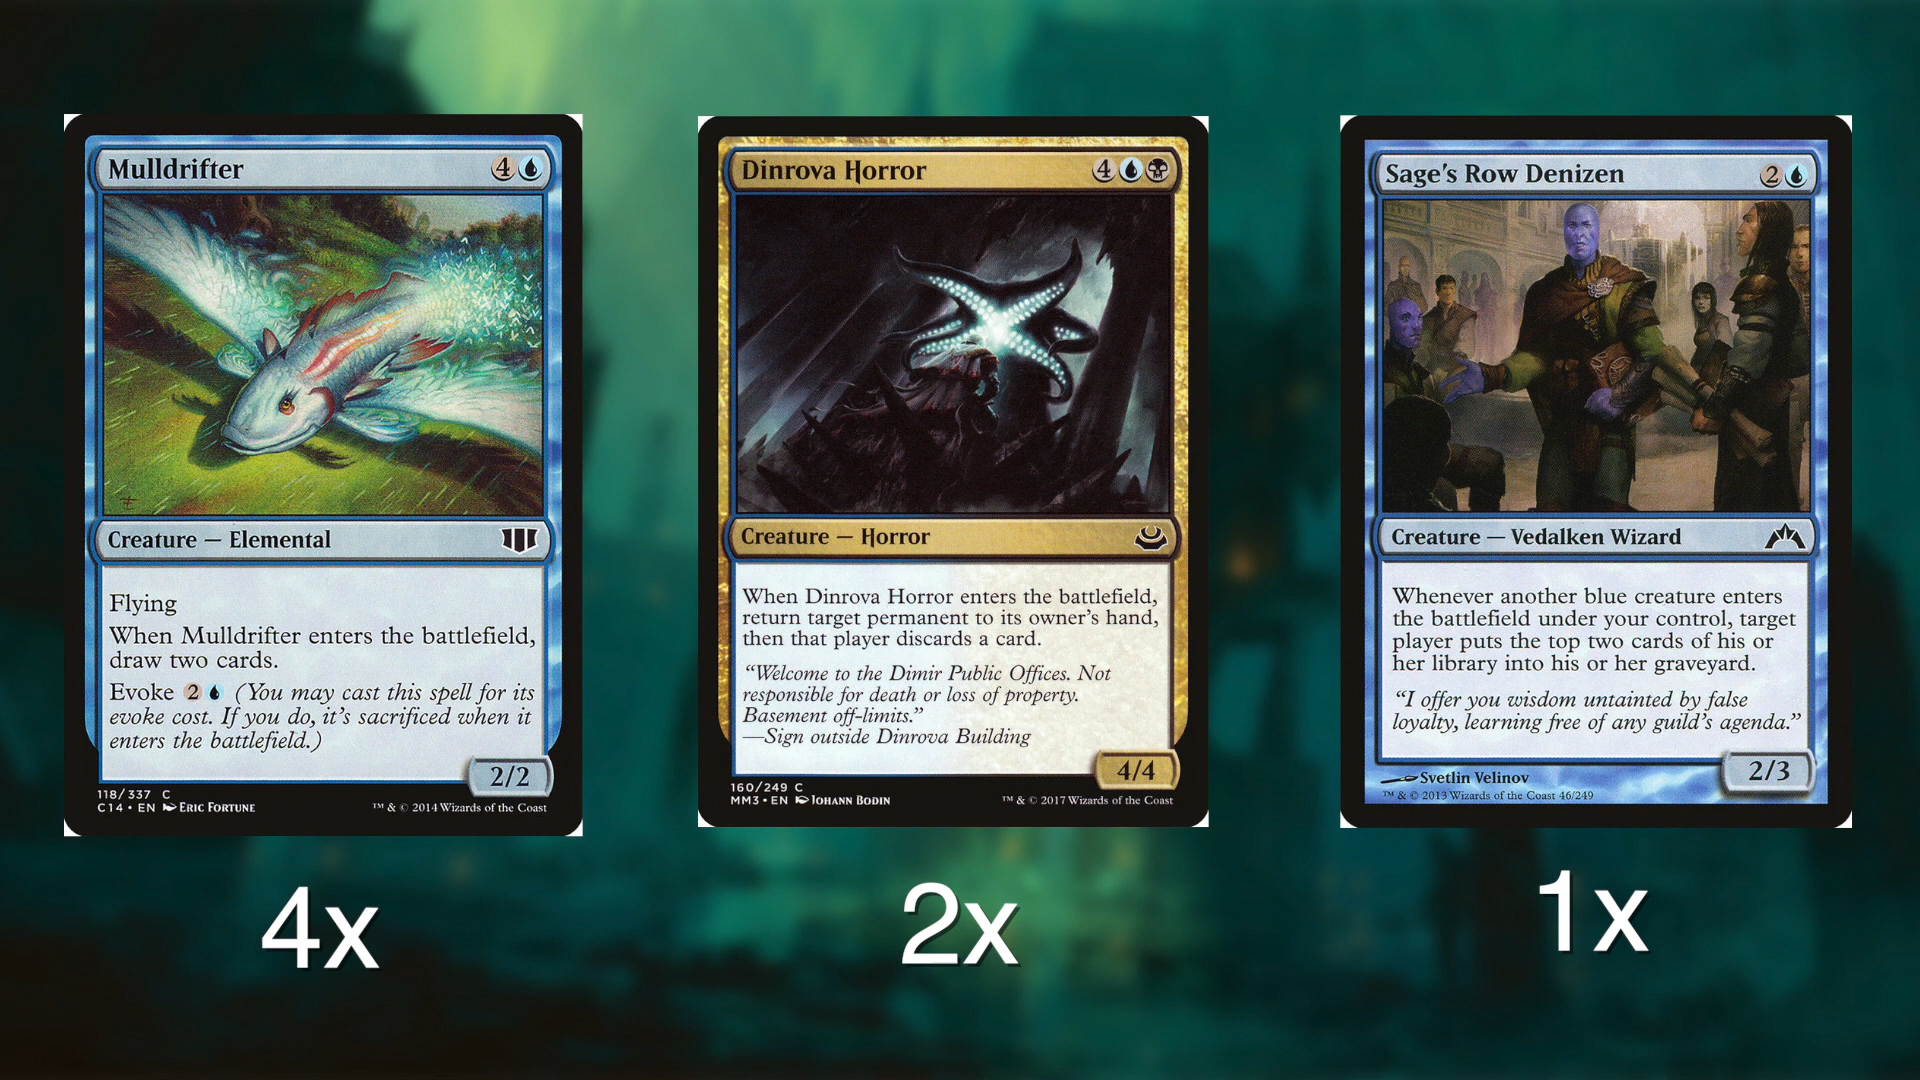 Mulldrifter
4
Creature — Elemental
Flying
When Mulldrifter enters the battlefield,
draw two cards.
Evoke 2 (You may cast this spell for its
evoke cost. If you do, it's sacrificed when it
enters the battlefield.)
2/2
118/337 C
C14 • EN Eric Fortune
™ & © 2014 Wizards of the Coast
4x
Dinrova Horror
4
Creature — Horror
When Dinrova Horror enters the battlefield,
return target permanent to its owner's hand,
then that player discards a card.
"Welcome to the Dimir Public Offices. Not
responsible for death or loss of property.
Basement off-limits."
—Sign outside Dinrova Building
4/4
160/249 C
MM3 • EN Johann Bodin
™ & © 2017 Wizards of the Coast
2x
Sage's Row Denizen
2
Creature — Vedalken Wizard
Whenever another blue creature enters
the battlefield under your control, target
player puts the top two cards of his or
her library into his or her graveyard.
"I offer you wisdom untainted by false
loyalty, learning free of any guild's agenda."
2/3
Svetlin Velinov
™ & © 2013 Wizards of the Coast 46/249
1x